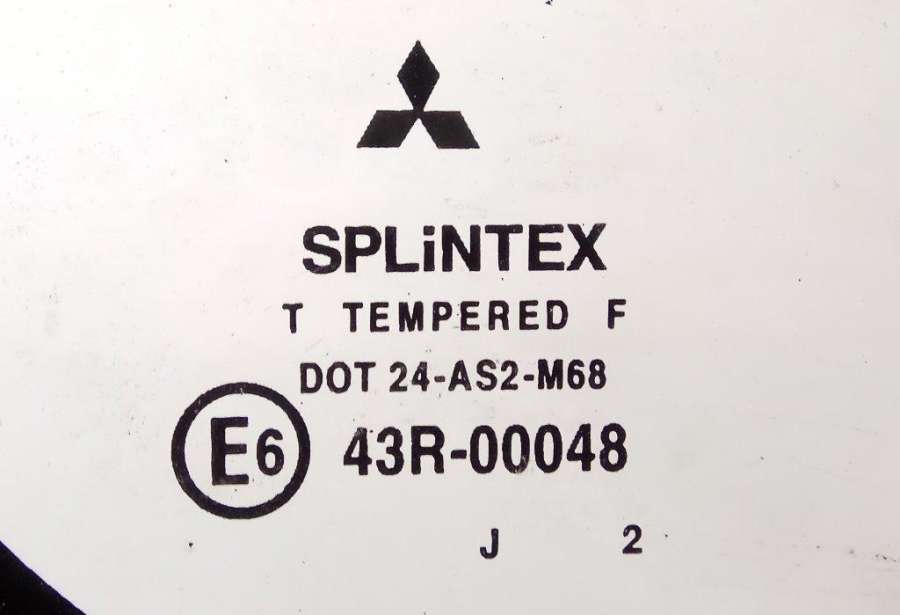 SPLiNTEX
T TEMPERED F
DOT 24-AS2-M68
E6 43R-00048
J 2